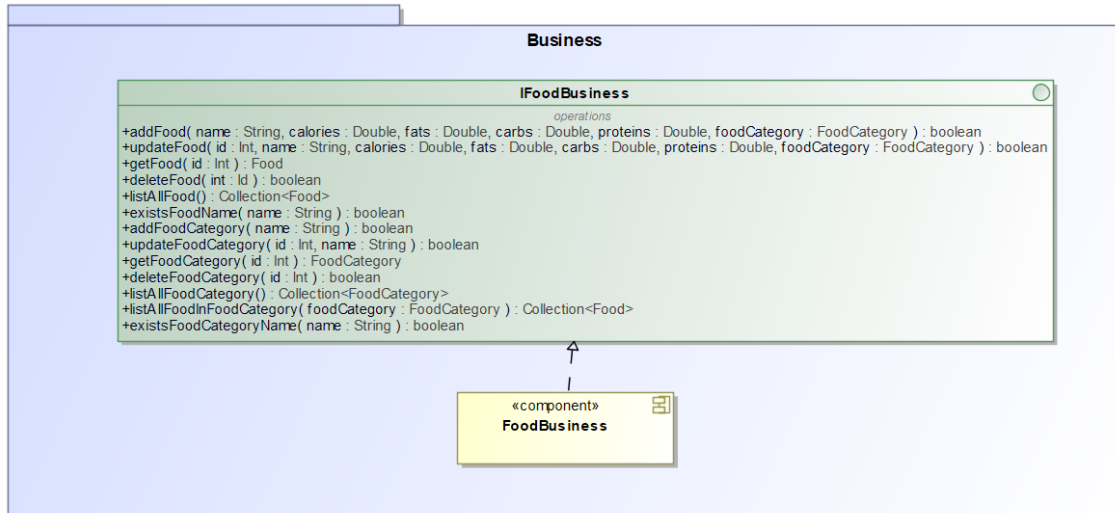 Business
IFoodBusiness
operations
+addFood( name : String, calories : Double, fats : Double, carbs : Double, proteins : Double, foodCategory : FoodCategory ) : boolean
+updateFood( id : Int, name : String, calories : Double, fats : Double, carbs : Double, proteins : Double, foodCategory : FoodCategory ) : boolean
+getFood( id : Int ) : Food
+deleteFood( int : Id ) : boolean
+listAllFood() : Collection<Food>
+existsFoodName( name : String ) : boolean
+addFoodCategory( name : String ) : boolean
+updateFoodCategory( id : Int, name : String ) : boolean
+getFoodCategory( id : Int ) : FoodCategory
+deleteFoodCategory( id : Int ) : boolean
+listAllFoodCategory() : Collection<FoodCategory>
+listAllFoodInFoodCategory( foodCategory : FoodCategory ) : Collection<Food>
+existsFoodCategoryName( name : String ) : boolean
«component»
FoodBusiness